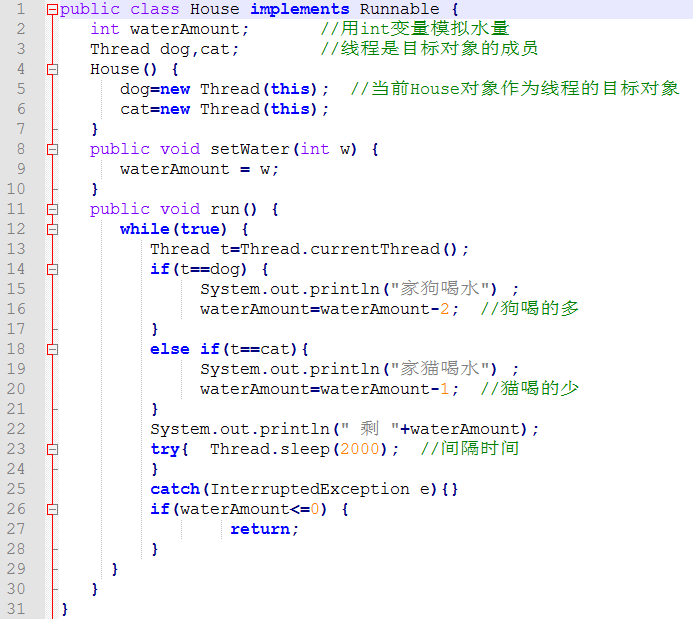 1 public class House implements Runnable {
2 int waterAmount; //用int变量模拟水量
3 Thread dog,cat; //线程是目标对象的成员
4 House() {
5 dog=new Thread(this); //当前House对象作为线程的目标对象
6 cat=new Thread(this);
7 }
8 public void setWater(int w) {
9 waterAmount = w;
10 }
11 public void run() {
12 while(true) {
13 Thread t=Thread.currentThread();
14 if(t==dog) {
15 System.out.println("家狗喝水") ;
16 waterAmount=waterAmount-2; //狗喝的多
17 }
18 else if(t==cat){
19 System.out.println("家猫喝水") ;
20 waterAmount=waterAmount-1; //猫喝的少
21 }
22 System.out.println(" 剩 "+waterAmount);
23 try{ Thread.sleep(2000); //间隔时间
24 }
25 catch(InterruptedException e){}
26 if(waterAmount<=0) {
27 return;
28 }
29 }
30 }
31 }